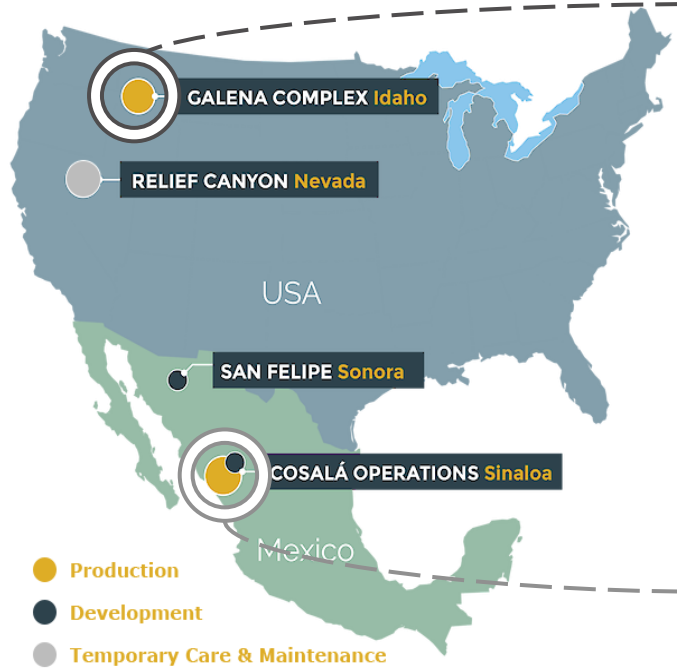 GALENA COMPLEX Idaho
RELIEF CANYON Nevada
USA
SAN FELIPE Sonora
COSALÁ OPERATIONS Sinaloa
Mexico
Production
Development
Temporary Care & Maintenance